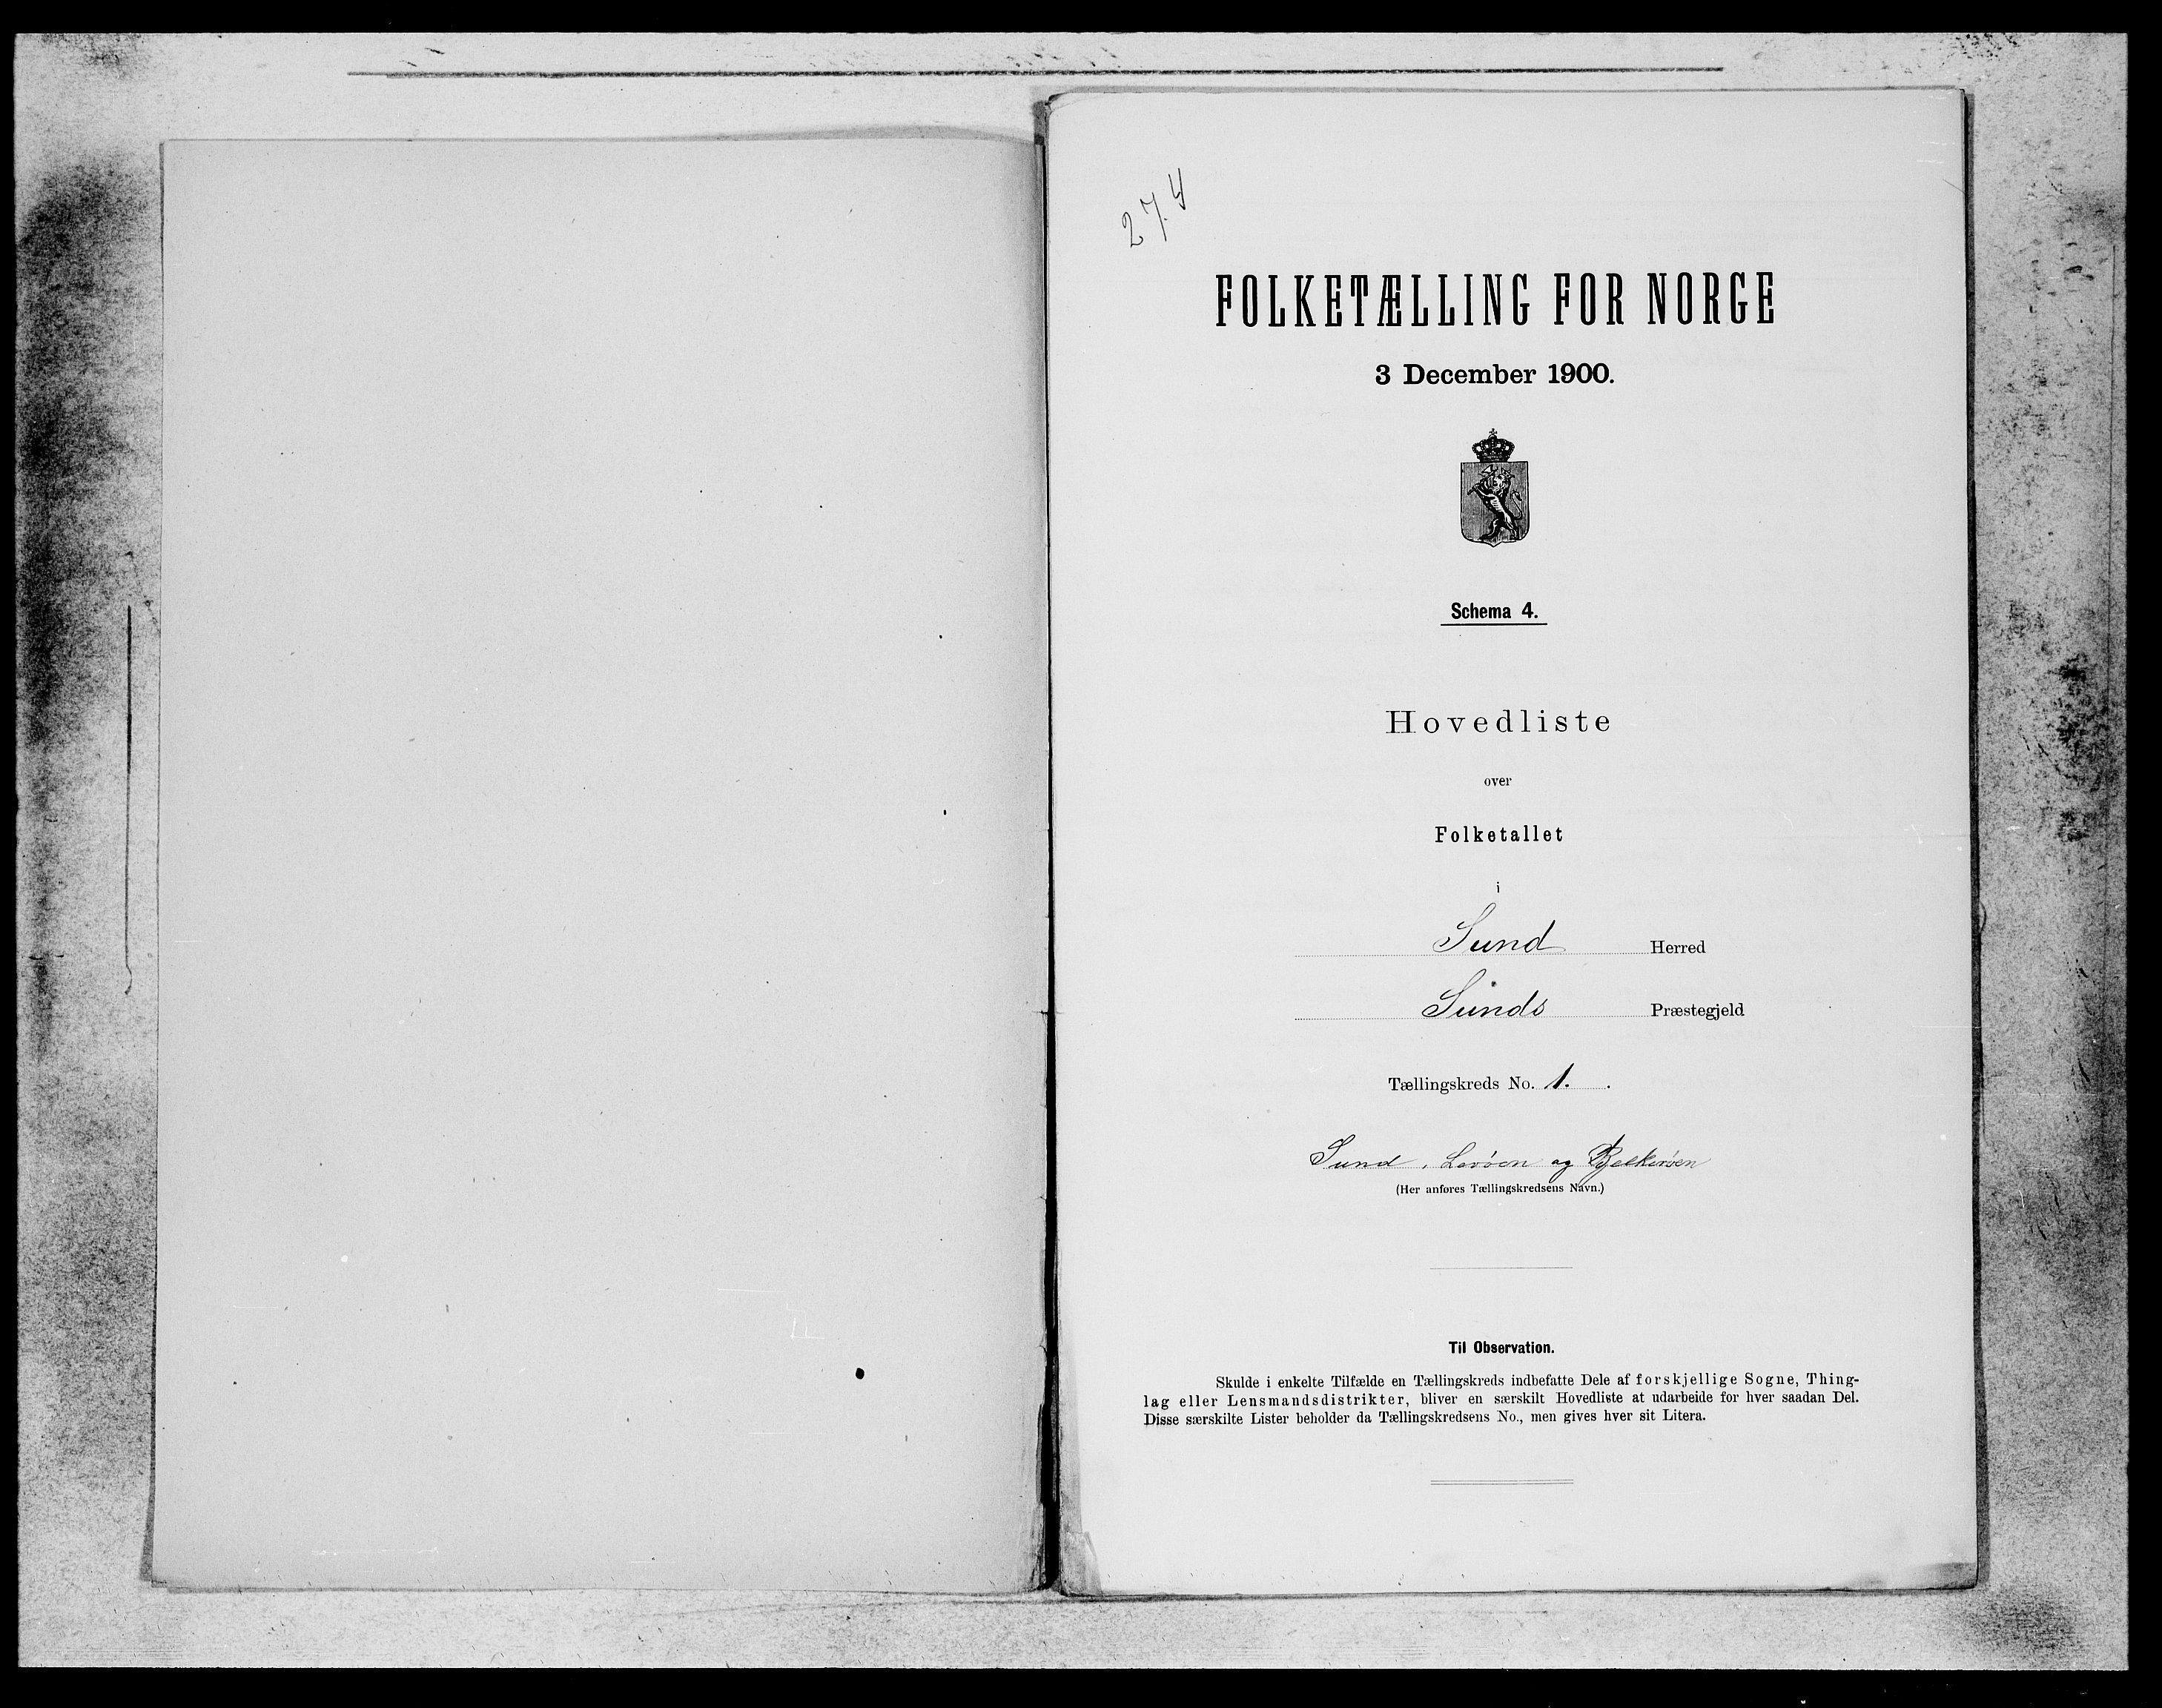 274
FOLKETÆLLING FOR NORGE
3 December 1900.
Schema 4.
Hovedliste
over
Folketallet
i
Sund Herred
Sunds Præstegjeld
Tællingskreds No. 1. .
Sund, Leröen og Bjelkeröen
(Her anføres Tællingskredsens Navn.)
Til Observation.
Skulde i enkelte Tilfælde en Tællingskreds indbefatte Dele af forskjellige Sogne, Thing-
lag eller Lensmandsdistrikter, bliver en særskilt Hovedliste at udarbeide for hver saadan Del.
Disse særskilte Lister beholder da Tællingskredsens No., men gives hver sit Litera.